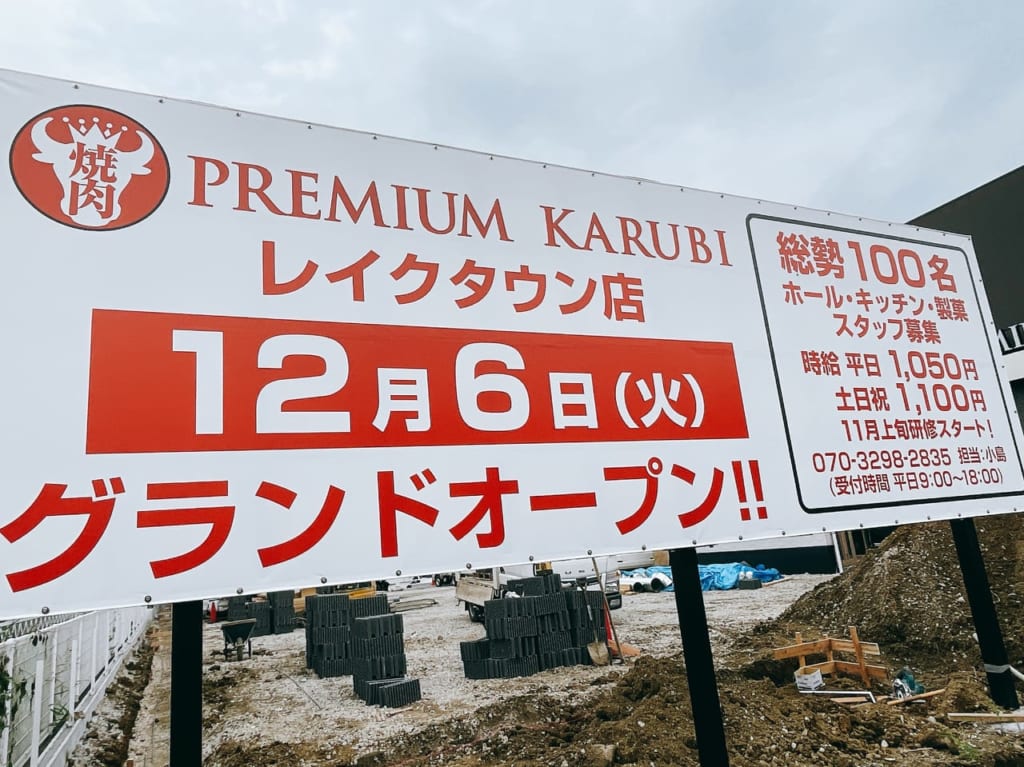 焼肉
PREMIUM KARUBI
レイクタウン店
12月6日(火)
グランドオープン!!
総勢100名
ホール・キッチン・製菓
スタッフ募集
時給 平日 1,050円
土日祝 1,100円
11月上旬研修スタート!
070-3298-2835 担当:小島
(受付時間 平日9:00〜18:00)